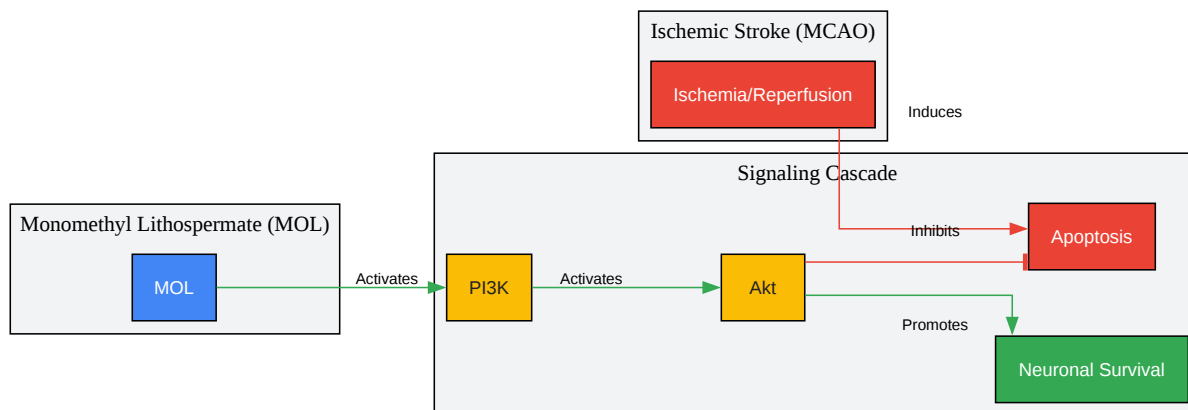 Ischemic Stroke (MCAO)
Ischemia/Reperfusion
Induces
Signaling Cascade
Monomethyl Lithospermate (MOL)
Inhibits
Apoptosis
MOL
Activates
PI3K
Activates
Akt
Promotes
Neuronal Survival